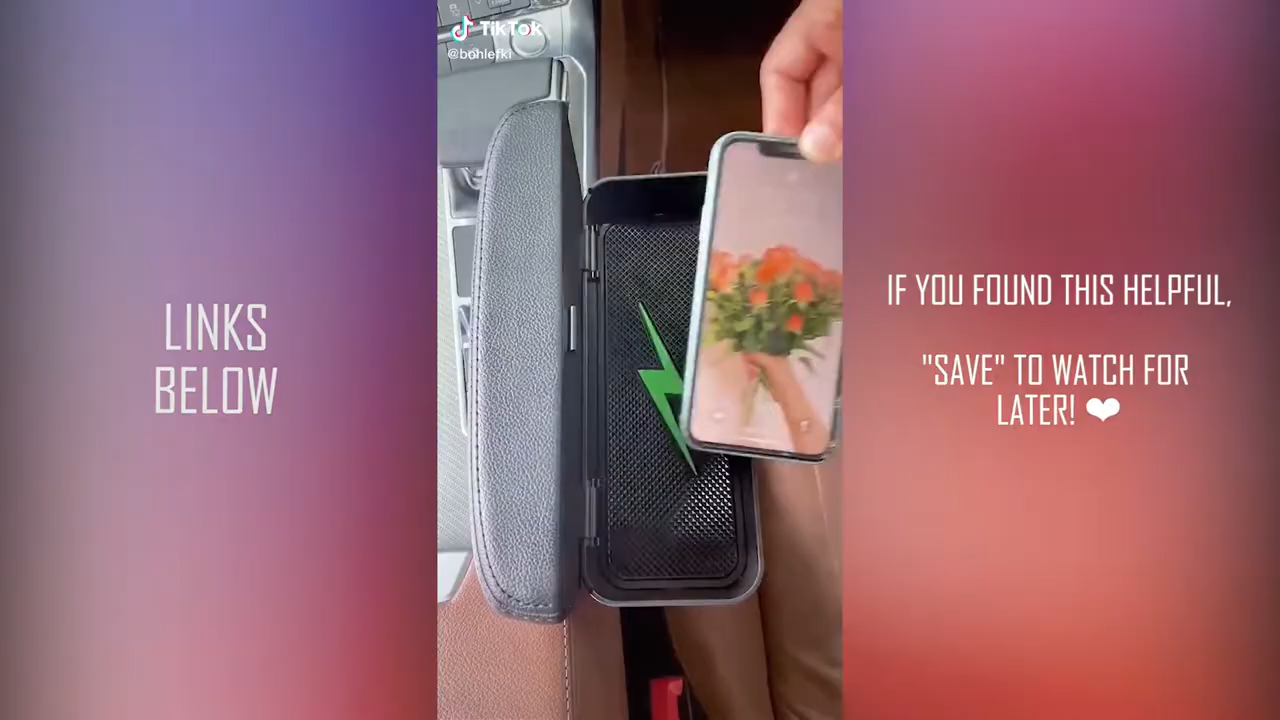 TikTok
@bohlefki
LINKS
BELOW
IF YOU FOUND THIS HELPFUL,
"SAVE" TO WATCH FOR
LATER! ❤